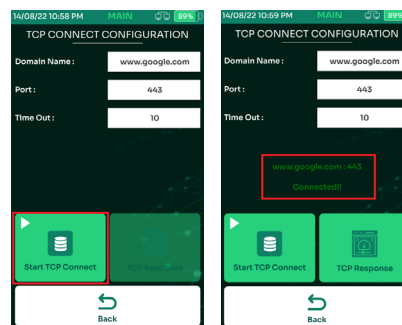 14/08/22 10:58 PM MAIN 89%
TCP CONNECT CONFIGURATION
Domain Name : www.google.com
Port : 443
Time Out : 10
Start TCP Connect TCP Response
Back
14/08/22 10:59 PM MAIN 89%
TCP CONNECT CONFIGURATION
Domain Name : www.google.com
Port : 443
Time Out : 10
www.google.com : 443
Connected!!
Start TCP Connect TCP Response
Back